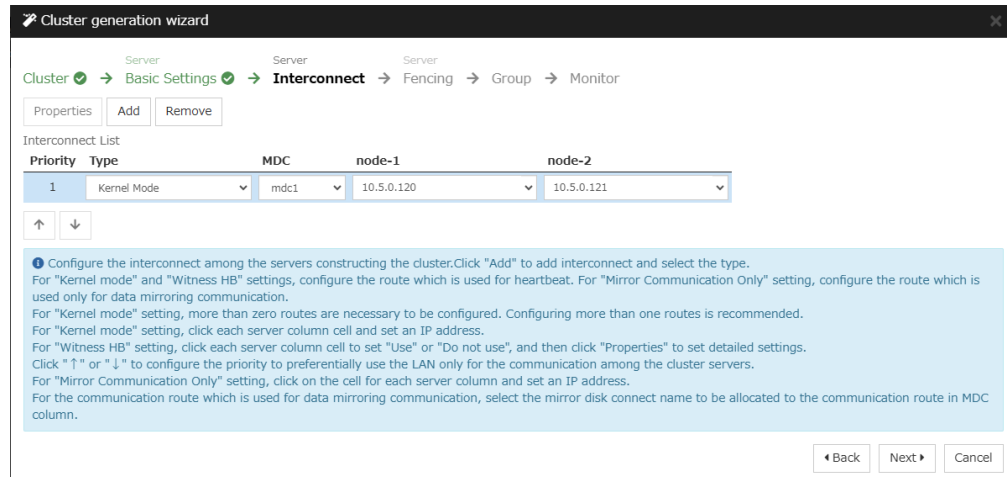 Cluster generation wizard
Server Server Server
Cluster → Basic Settings → Interconnect → Fencing → Group → Monitor
Properties Add Remove
Interconnect List
Priority Type MDC node-1 node-2
1 Kernel Mode mdc1 10.5.0.120 10.5.0.121
↑ ↓
Configure the interconnect among the servers constructing the cluster.Click "Add" to add interconnect and select the type.
For "Kernel mode" and "Witness HB" settings, configure the route which is used for heartbeat. For "Mirror Communication Only" setting, configure the route which is
used only for data mirroring communication.
For "Kernel mode" setting, more than zero routes are necessary to be configured. Configuring more than one routes is recommended.
For "Kernel mode" setting, click each server column cell and set an IP address.
For "Witness HB" setting, click each server column cell to set "Use" or "Do not use", and then click "Properties" to set detailed settings.
Click "↑" or "↓" to configure the priority to preferentially use the LAN only for the communication among the cluster servers.
For "Mirror Communication Only" setting, click on the cell for each server column and set an IP address.
For the communication route which is used for data mirroring communication, select the mirror disk connect name to be allocated to the communication route in MDC
column.
Back Next Cancel